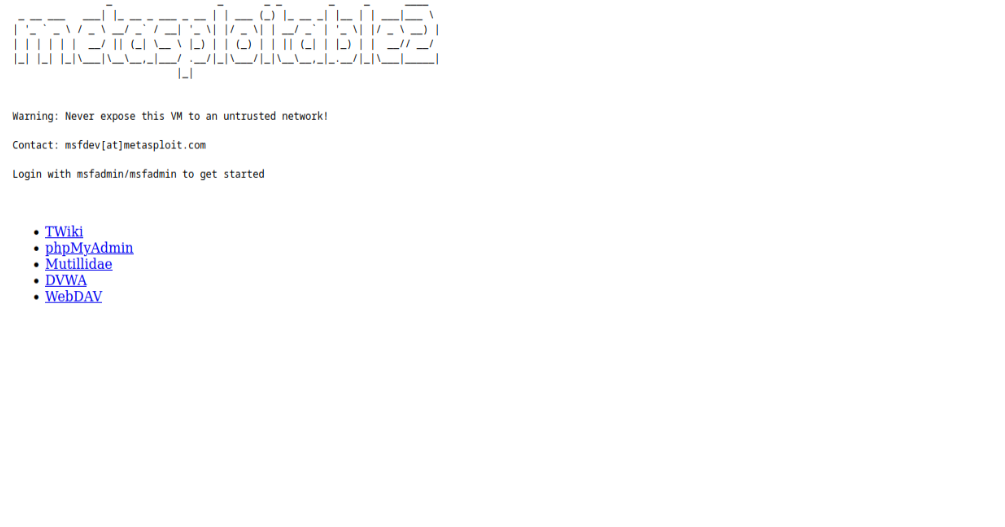 metasploitable2
Warning: Never expose this VM to an untrusted network!
Contact: msfdev[at]metasploit.com
Login with msfadmin/msfadmin to get started
TWiki
phpMyAdmin
Mutillidae
DVWA
WebDAV